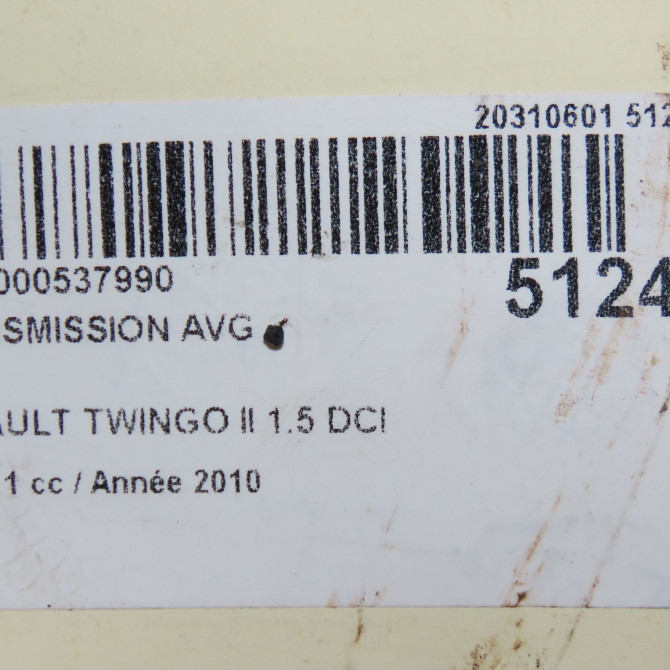 20310601 512
000537990
5124
SMISSION AVG
AULT TWINGO II 1.5 DCI
1 cc / Année 2010